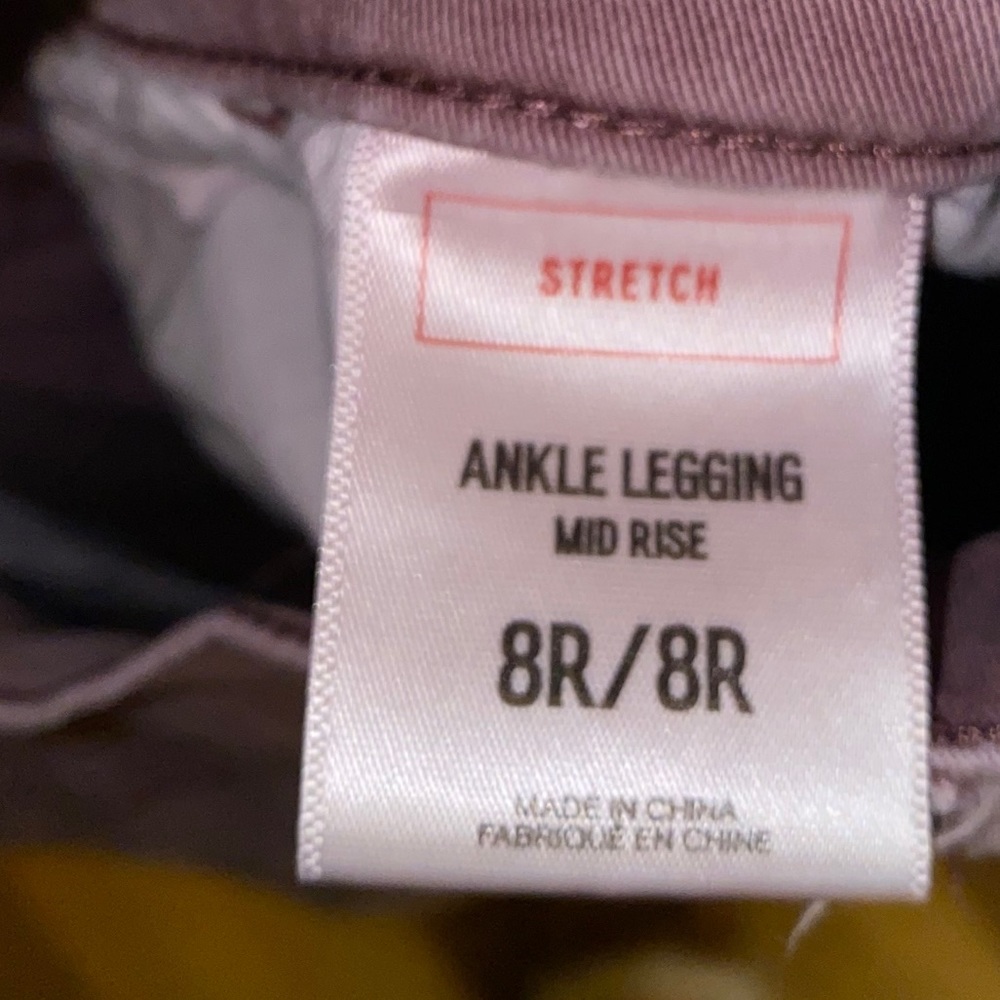 STRETCH
ANKLE LEGGING
MID RISE
8R/8R
MADE IN CHINA
FABRIQUÉ EN CHINE